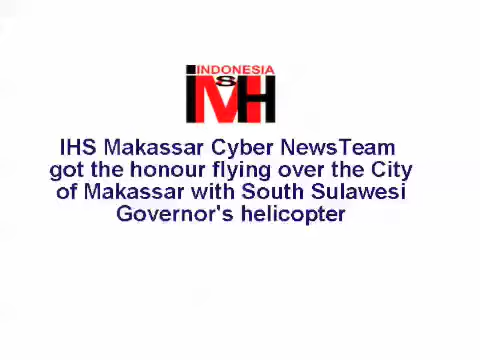 INDONESIA
IMH
8
IHS Makassar Cyber NewsTeam
got the honour flying over the City
of Makassar with South Sulawesi
Governor's helicopter